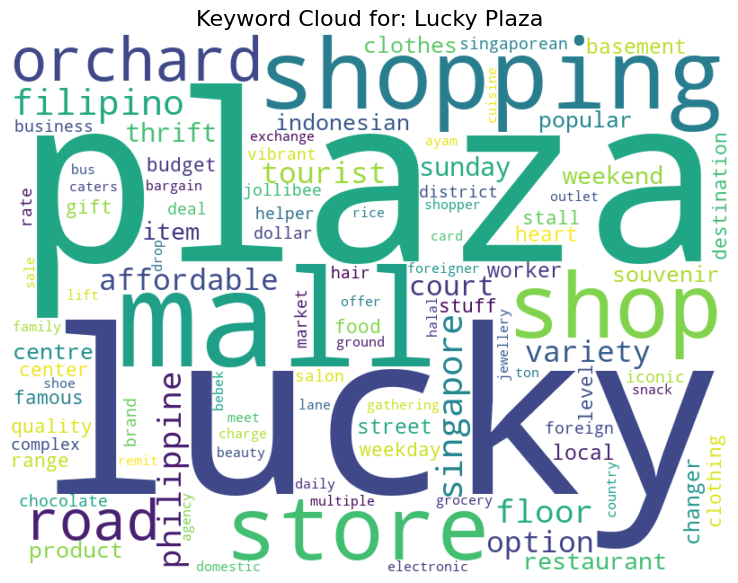 Keyword Cloud for: Lucky Plaza
orchard
shopping
clothes
singaporean
basement
filipino
cuisine
business
thrift
exchange
indonesian
popular
plaza
bus
budget
vibrant
ayam
sunday
weekend
caters
bargain
tourist
district
destination
rate
gift
deal
jollibee
shopper
outlet
item
helper
rice
stall
dollar
card
heart
drop
sale
lift
affordable
mall
hair
foreigner
worker
souvenir
court
shop
market
offer
stuff
family
food
ground
halal
centre
center
salon
singapore
jewellery
variety
shoe
famous
lucky
bebek
ton
level
iconic
snack
philippine
brand
quality
meet
lane
gathering
street
foreign
complex
charge
weekday
local
range
remit
beauty
changer
clothing
chocolate
daily
multiple
grocery
country
road
agency
store
floor
option
product
domestic
electronic
restaurant